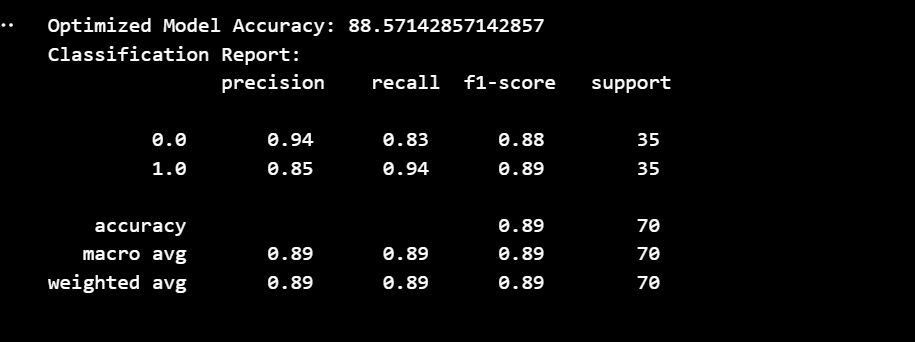 Optimized Model Accuracy: 88.57142857142857
Classification Report:
precision recall f1-score support
0.0 0.94 0.83 0.88 35
1.0 0.85 0.94 0.89 35
accuracy 0.89 70
macro avg 0.89 0.89 0.89 70
weighted avg 0.89 0.89 0.89 70